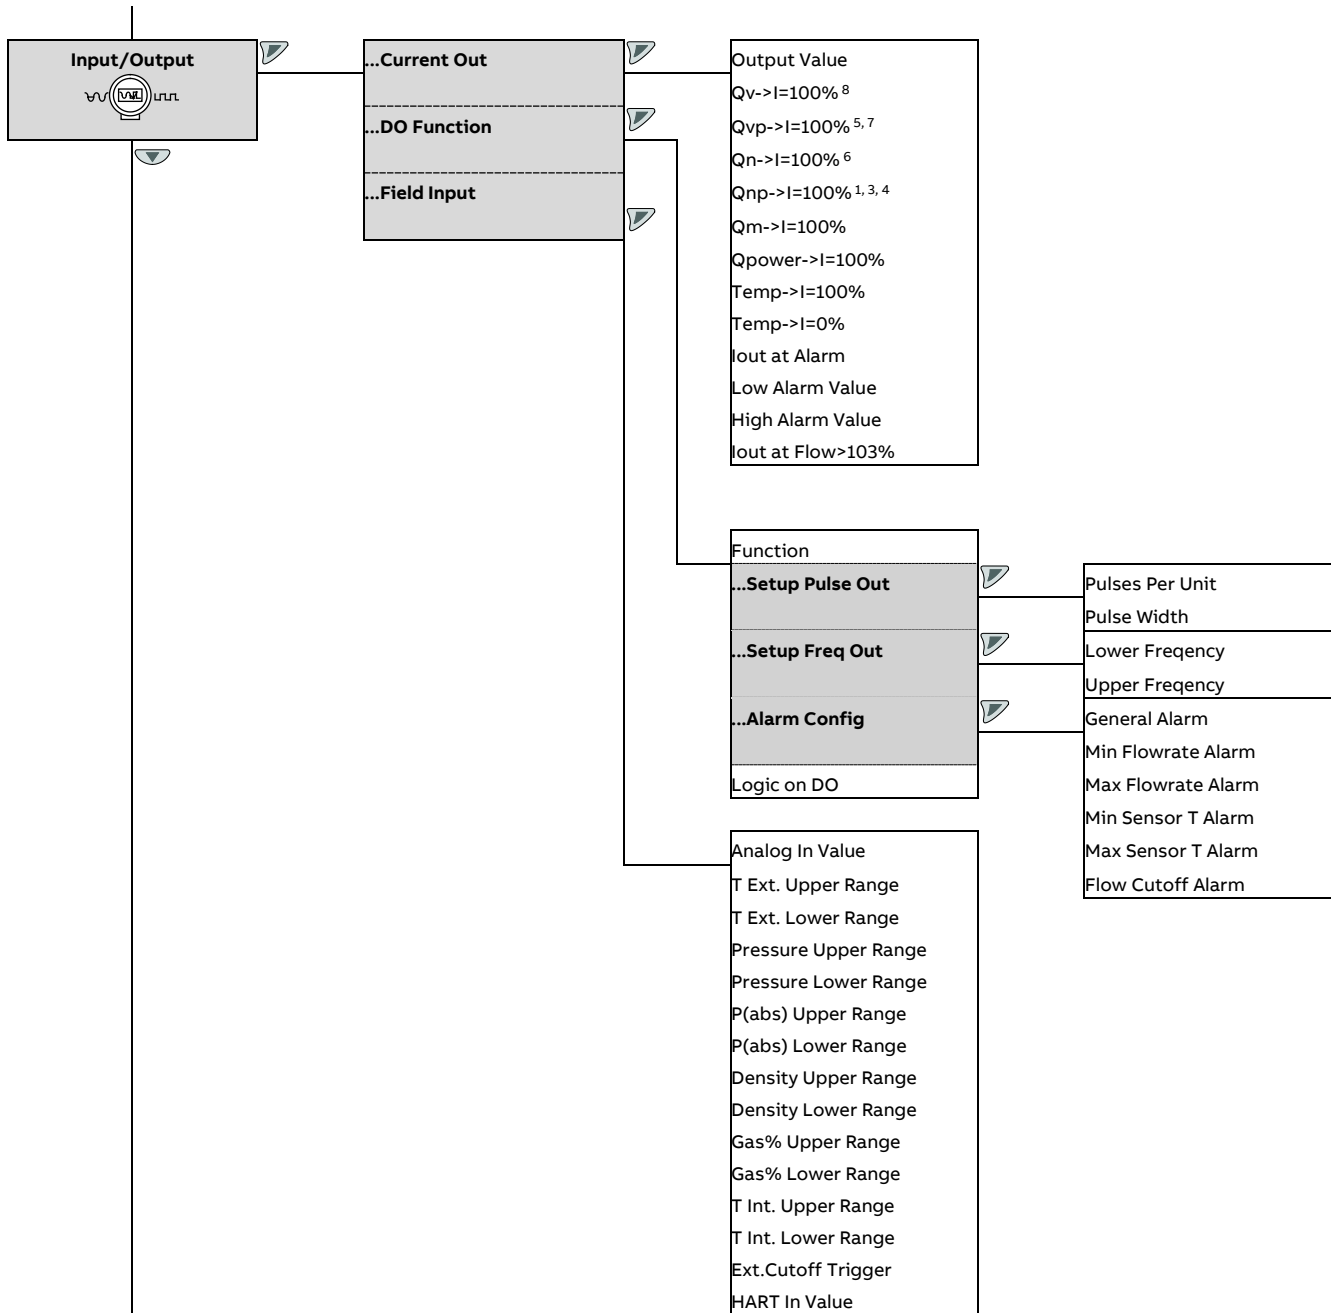 Input/Output
...Current Out
...DO Function
...Field Input
Output Value
Qv->I=100% 8
Qvp->I=100% 5, 7
Qn->I=100% 6
Qnp->I=100% 1, 3, 4
Qm->I=100%
Qpower->I=100%
Temp->I=100%
Temp->I=0%
Iout at Alarm
Low Alarm Value
High Alarm Value
Iout at Flow>103%
Function
...Setup Pulse Out
...Setup Freq Out
...Alarm Config
Logic on DO
Pulses Per Unit
Pulse Width
Lower Freqency
Upper Freqency
General Alarm
Min Flowrate Alarm
Max Flowrate Alarm
Min Sensor T Alarm
Max Sensor T Alarm
Flow Cutoff Alarm
Analog In Value
T Ext. Upper Range
T Ext. Lower Range
Pressure Upper Range
Pressure Lower Range
P(abs) Upper Range
P(abs) Lower Range
Density Upper Range
Density Lower Range
Gas% Upper Range
Gas% Lower Range
T Int. Upper Range
T Int. Lower Range
Ext.Cutoff Trigger
HART In Value